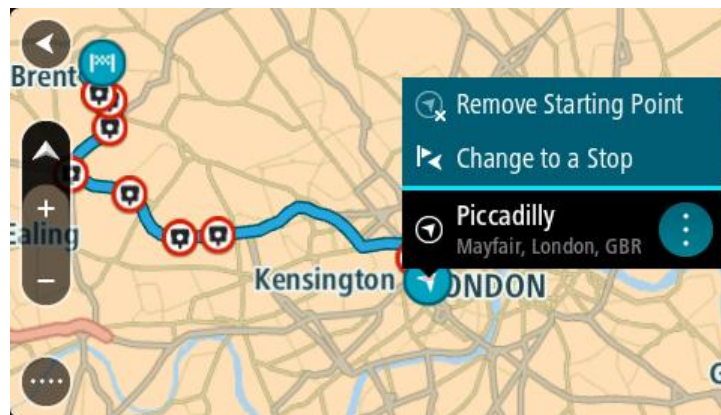 Brent
Remove Starting Point
Change to a Stop
Piccadilly
Mayfair, London, GBR
Ealing
Kensington
ONDON
G